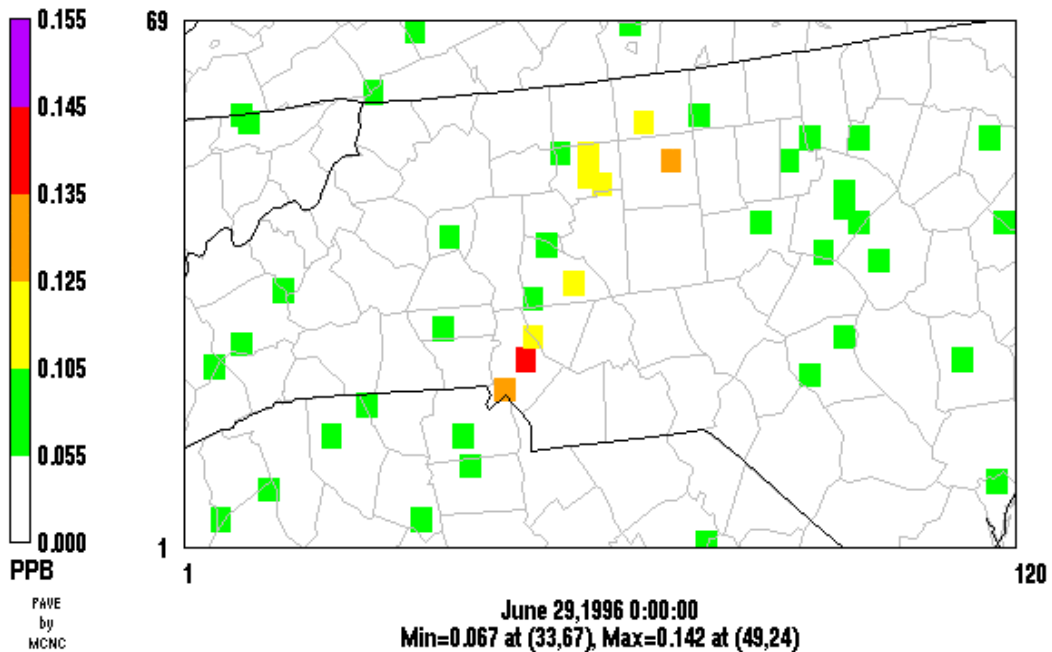 0.155
0.145
0.135
0.125
0.105
0.055
0.000
PPB
PAVE
by
MCNC
69
1
1
120
June 29,1996 0:00:00
Min=0.067 at (33,67), Max=0.142 at (49,24)